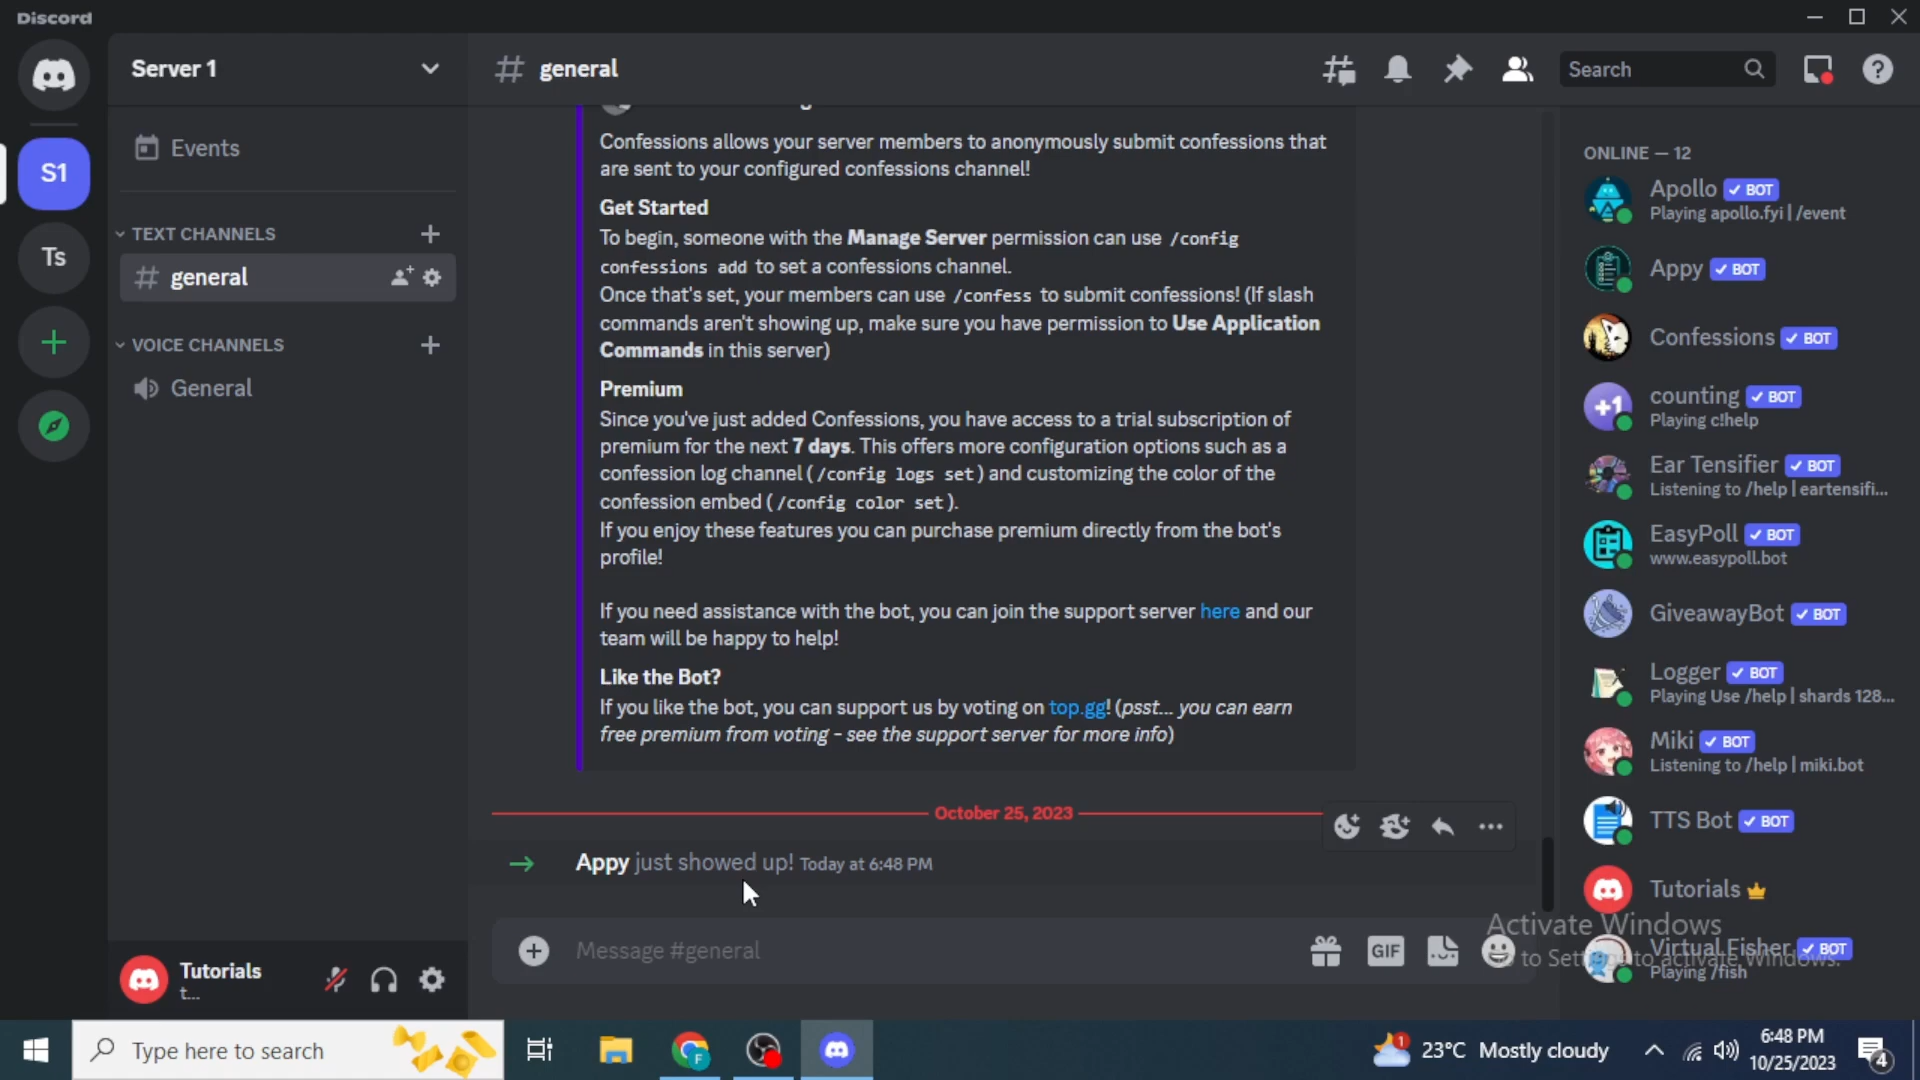 Discord
Server 1
general
Search
Events
S1
TEXT CHANNELS
Ts
general
VOICE CHANNELS
General
Confessions allows your server members to anonymously submit confessions that
are sent to your configured confessions channel!
Get Started
To begin, someone with the Manage Server permission can use /config
confessions add to set a confessions channel.
Once that's set, your members can use /confess to submit confessions! (If slash
commands aren't showing up, make sure you have permission to Use Application
Commands in this server)
Premium
Since you've just added Confessions, you have access to a trial subscription of
premium for the next 7 days. This offers more configuration options such as a
confession log channel (/config logs set) and customizing the color of the
confession embed (/config color set).
If you enjoy these features you can purchase premium directly from the bot's
profile!
If you need assistance with the bot, you can join the support server here and our
team will be happy to help!
Like the Bot?
If you like the bot, you can support us by voting on top.gg! (psst... you can earn
free premium from voting - see the support server for more info)
October 25, 2023
Appy just showed up! Today at 6:48 PM
Message #general
GIF
ONLINE — 12
Apollo BOT
Playing apollo.fyi | /event
Appy BOT
Confessions BOT
+1
counting BOT
Playing c!help
Ear Tensifier BOT
Listening to /help | eartensifi...
EasyPoll BOT
www.easypoll.bot
GiveawayBot BOT
Logger BOT
Playing Use /help | shards 128...
Miki BOT
Listening to /help | miki.bot
TTS Bot BOT
Tutorials
Activate Windows
to Settings to activate Windows.
Virtual Fisher BOT
Playing /fish
Tutorials
t...
Type here to search
1
23°C Mostly cloudy
6:48 PM
10/25/2023
4